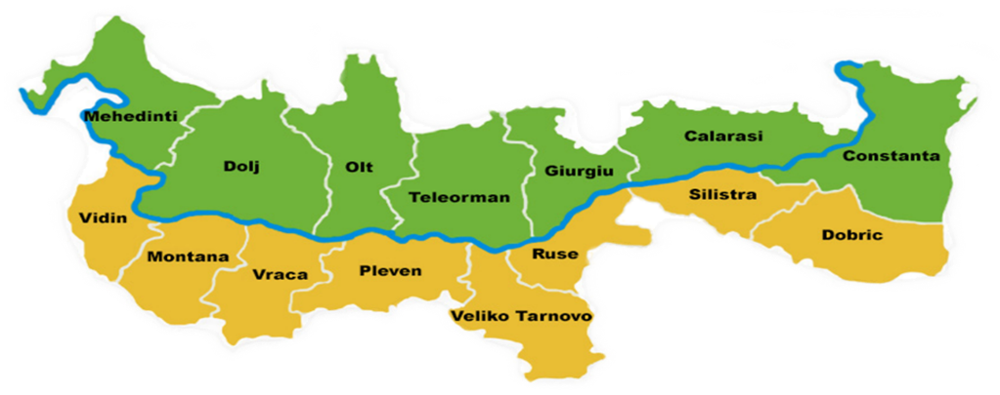 Mehedinti
Dolj
Olt
Teleorman
Giurgiu
Calarasi
Constanta
Vidin
Montana
Vraca
Pleven
Veliko Tarnovo
Ruse
Silistra
Dobric